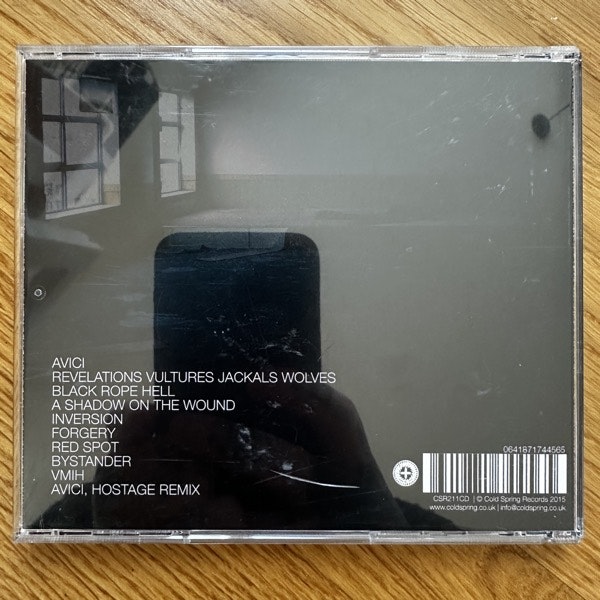 AVICI
REVELATIONS VULTURES JACKALS WOLVES
BLACK ROPE HELL
A SHADOW ON THE WOUND
INVERSION
FORGERY
RED SPOT
BYSTANDER
VMIH
AVICI, HOSTAGE REMIX
0641871744565
CSR211CD | © Cold Spring Records 2015
www.coldspring.co.uk | info@coldspring.co.uk